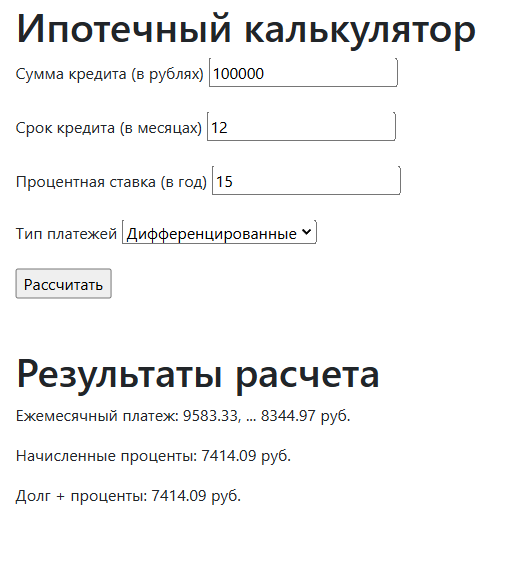 Ипотечный калькулятор
Сумма кредита (в рублях) 100000
Срок кредита (в месяцах) 12
Процентная ставка (в год) 15
Тип платежей Дифференцированные
Рассчитать
Результаты расчета
Ежемесячный платеж: 9583.33, ... 8344.97 руб.
Начисленные проценты: 7414.09 руб.
Долг + проценты: 7414.09 руб.